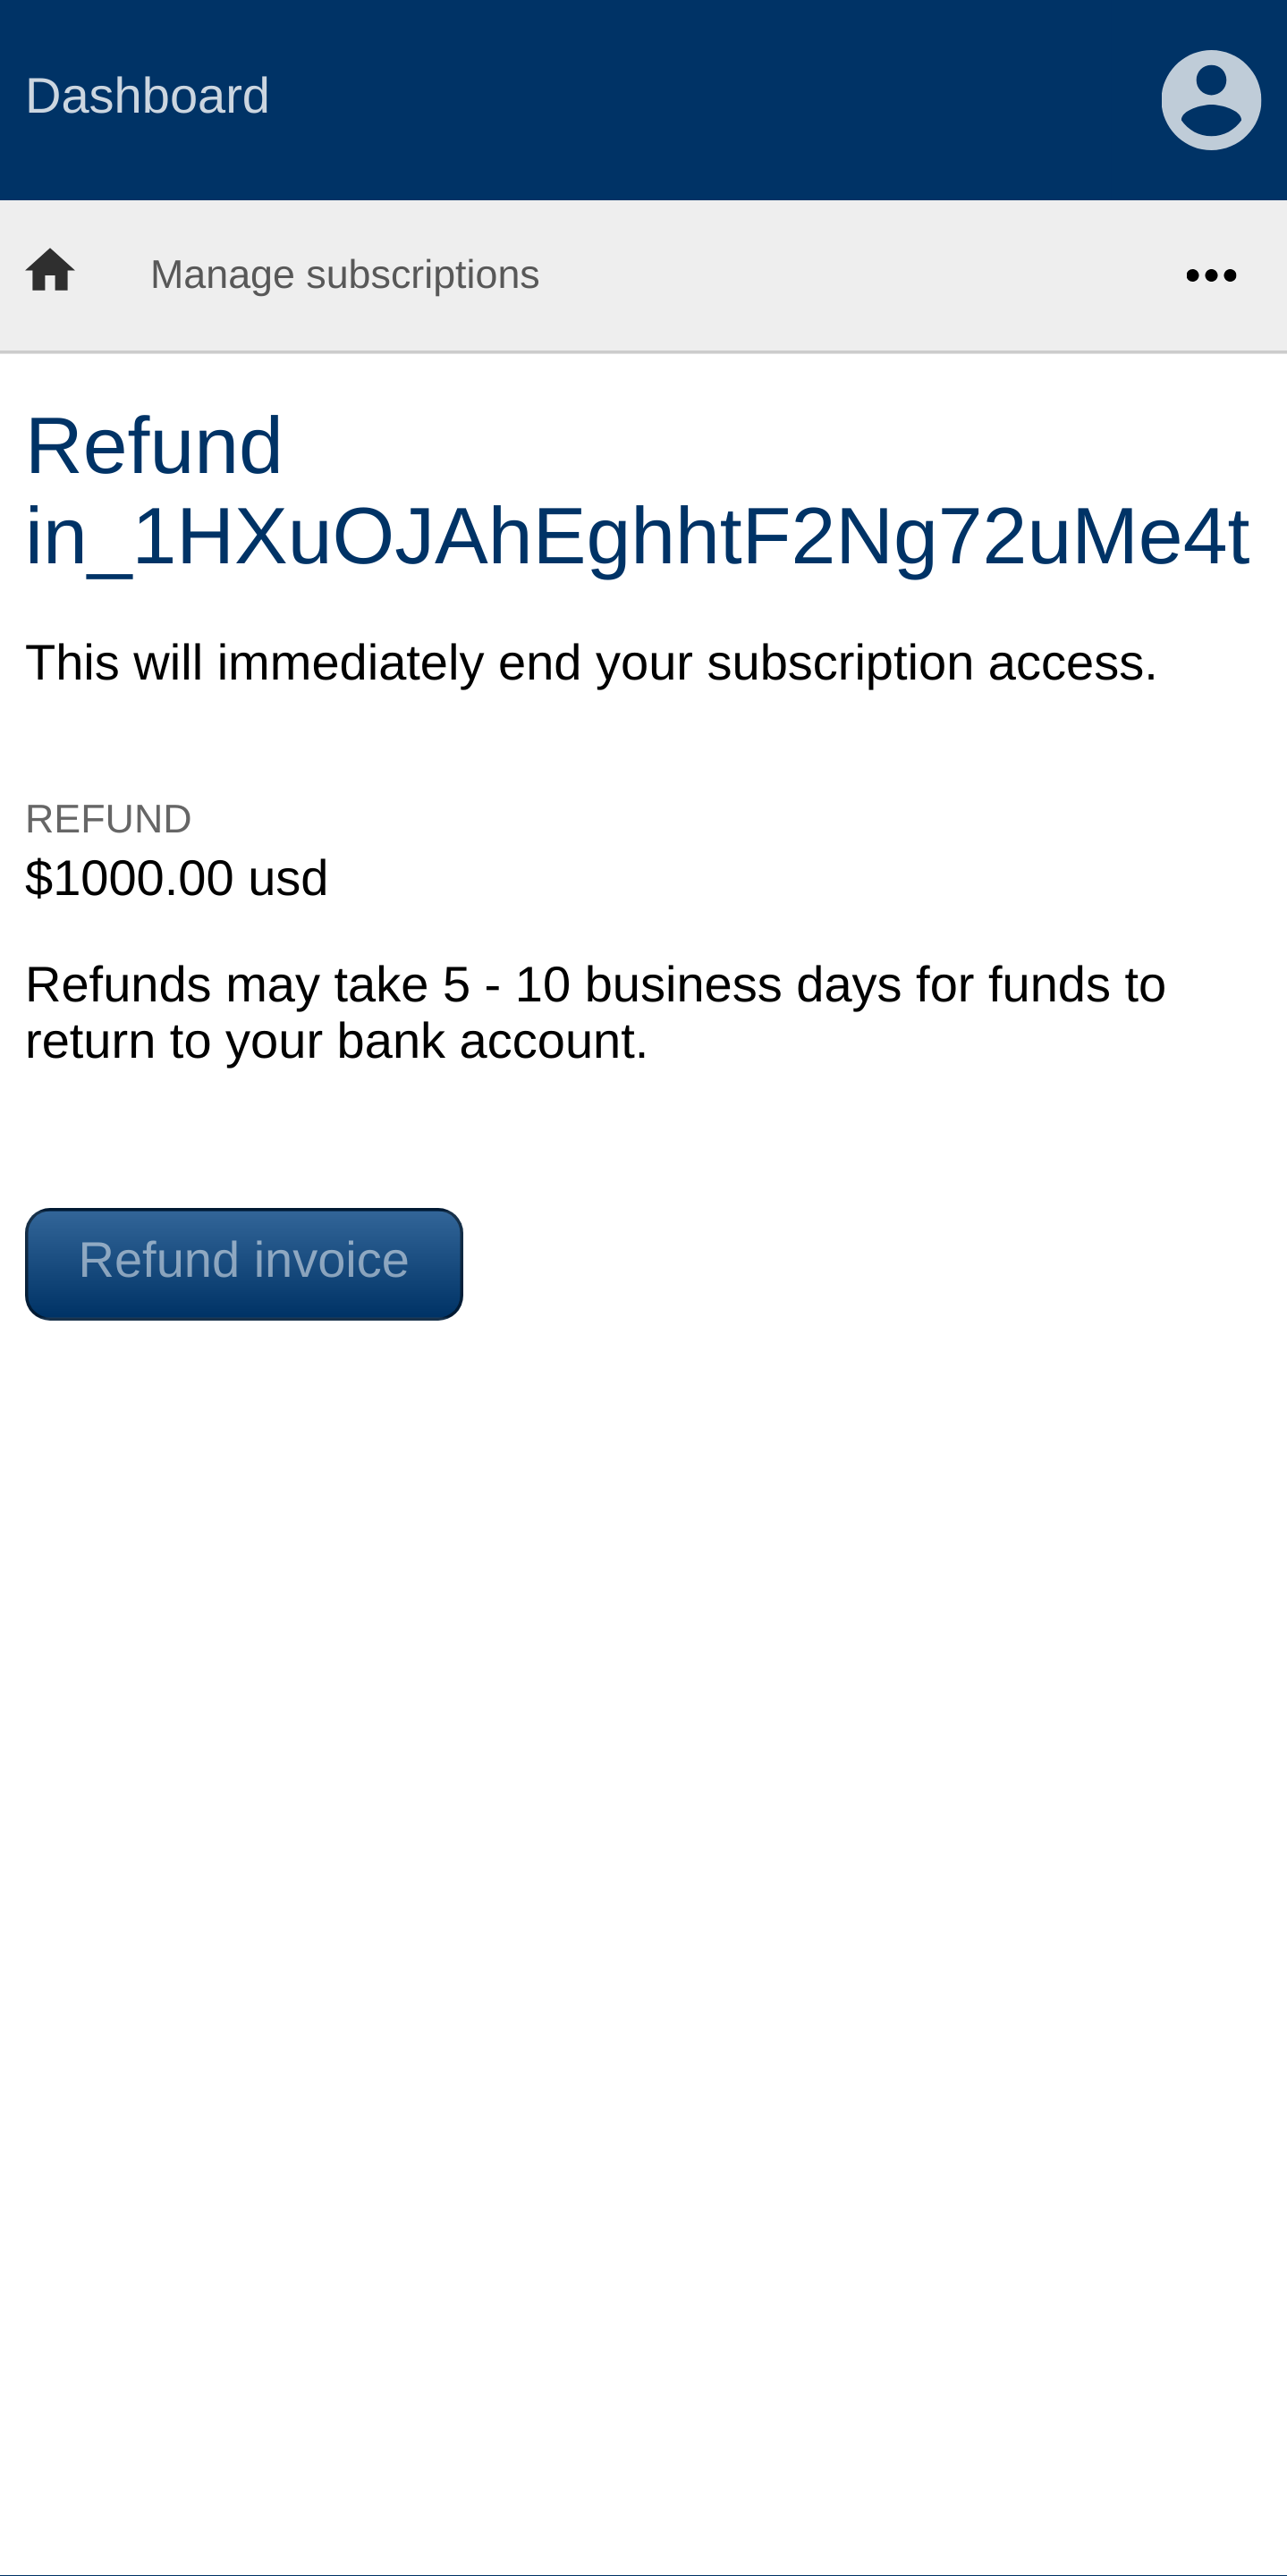 Dashboard
Manage subscriptions
Refund
in_1HXuOJAhEghhtF2Ng72uMe4t
This will immediately end your subscription access.
REFUND
$1000.00 usd
Refunds may take 5 - 10 business days for funds to
return to your bank account.
Refund invoice